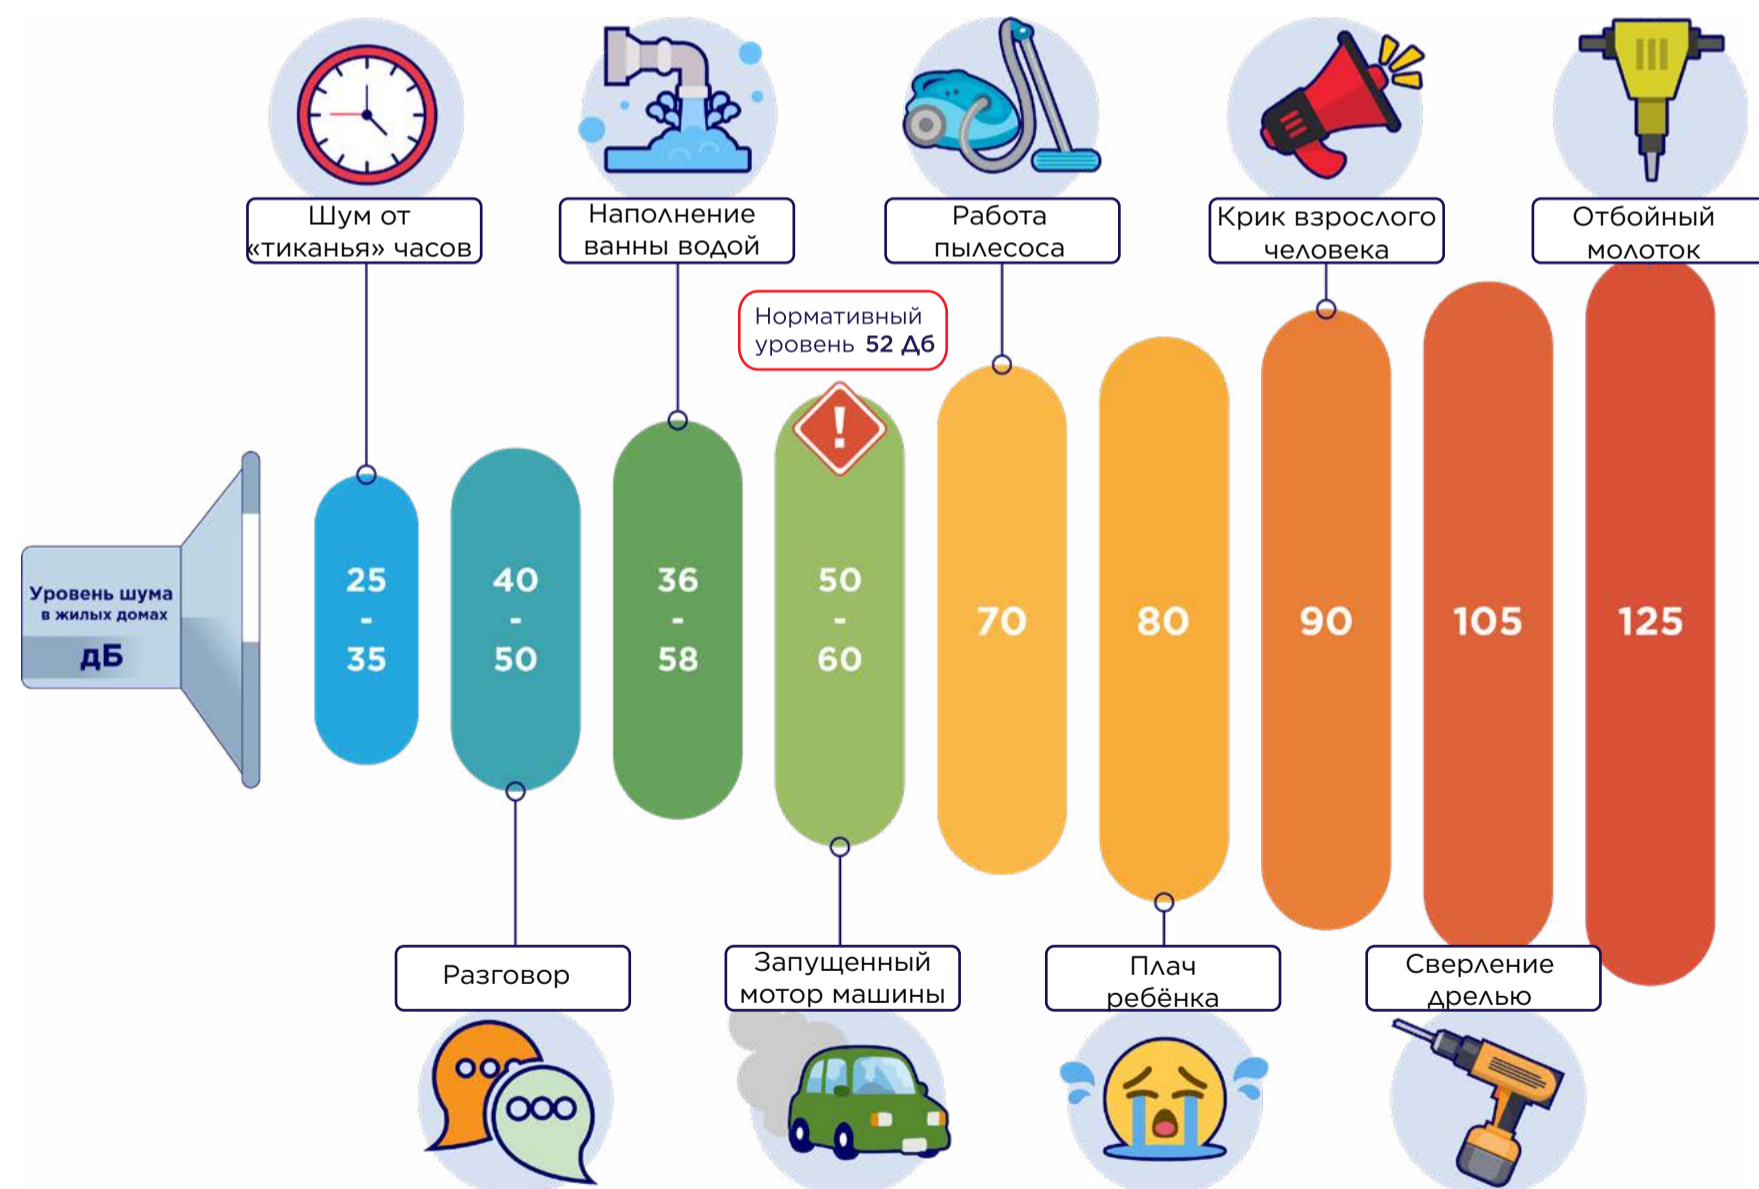 Шум от
«тиканья» часов
Наполнение
ванны водой
Работа
пылесоса
Крик взрослого
человека
Отбойный
молоток
Нормативный
уровень 52 Дб
Уровень шума
в жилых домах
дБ
25
-
35
40
-
50
36
-
58
50
-
60
70
80
90
105
125
Разговор
Запущенный
мотор машины
Плач
ребёнка
Сверление
дрелью